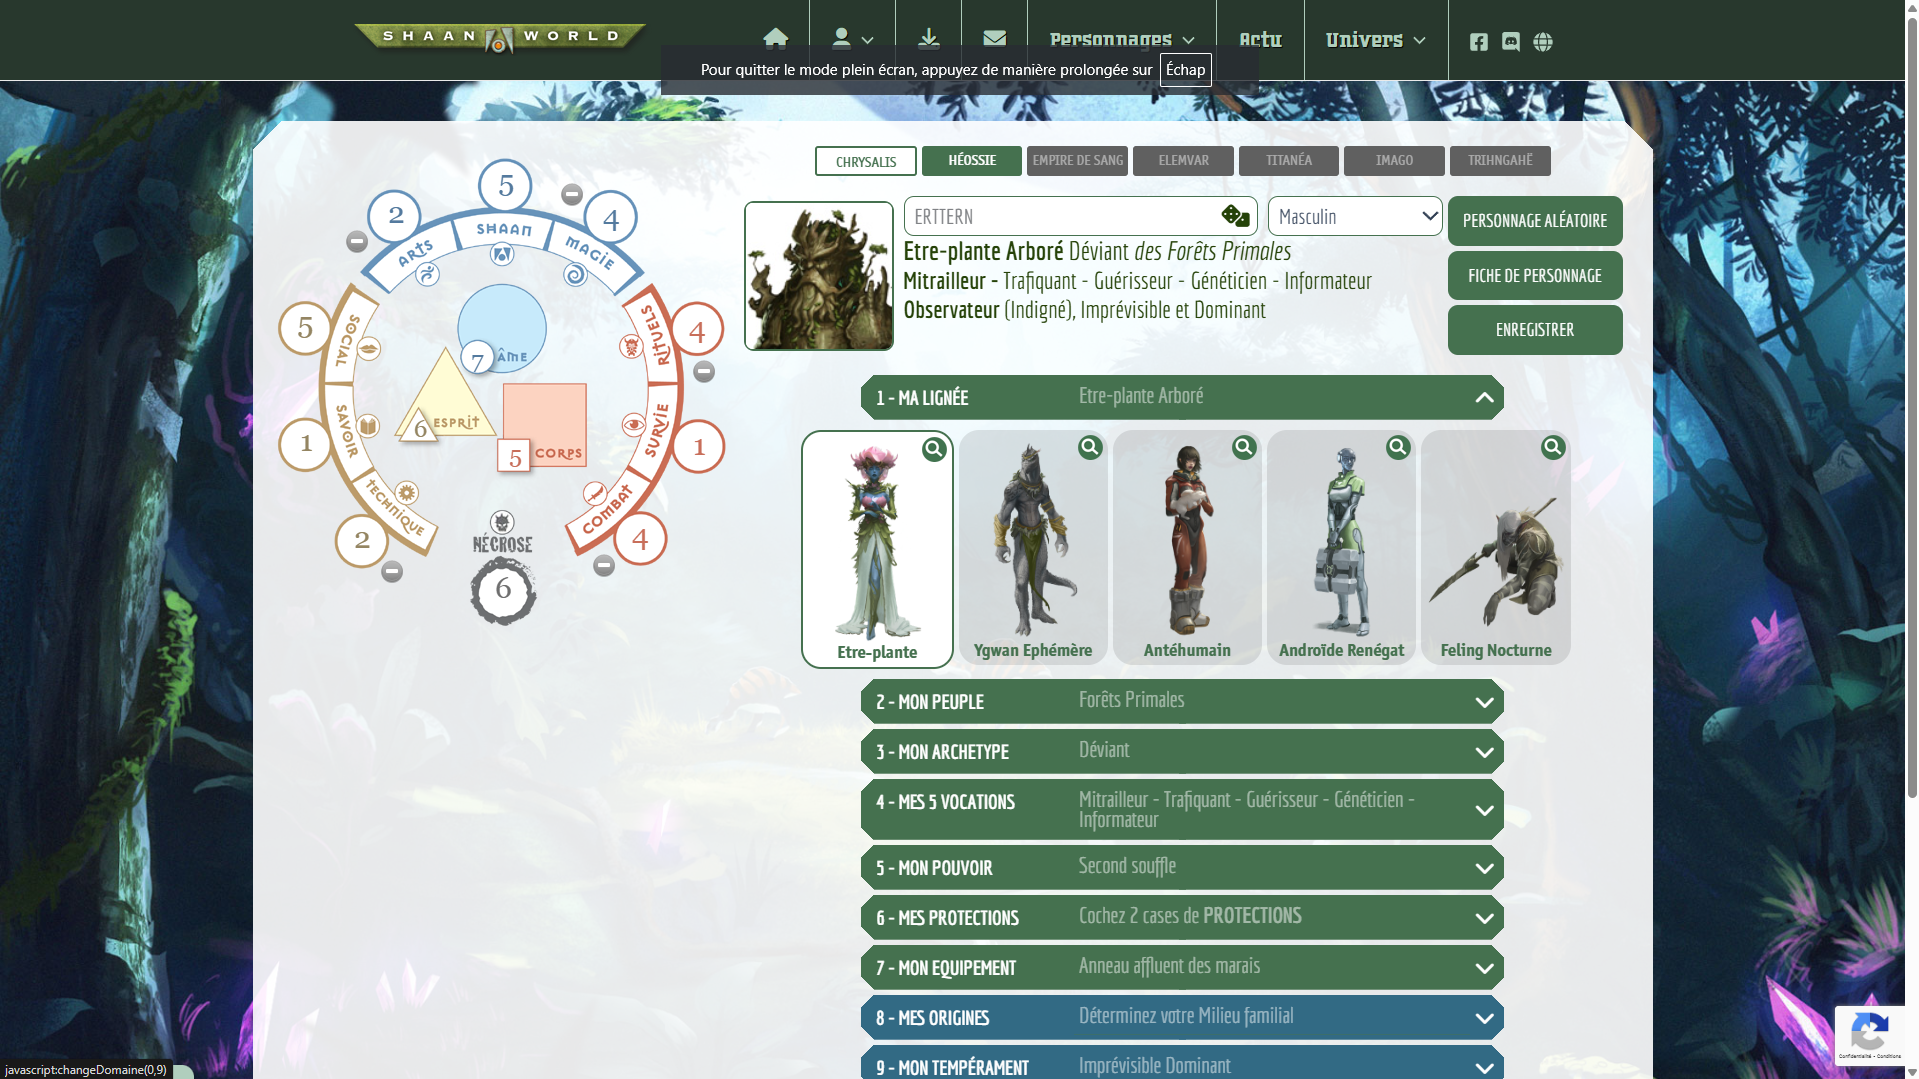 SHAAN WORLD
Personnages
Actu
Univers
Pour quitter le mode plein écran, appuyez de manière prolongée sur Échap
CHRYSALIS
HÉOSSIE
EMPIRE DE SANG
ELEMVAR
TITANÉA
IMAGO
TRIHNGAHË
ERTTERN
Masculin
PERSONNAGE ALÉATOIRE
Etre-plante Arboré Déviant des Forêts Primales
Mitrailleur - Trafiquant - Guérisseur - Généticien - Informateur
Observateur (Indigné), Imprévisible et Dominant
FICHE DE PERSONNAGE
ENREGISTRER
5
2
4
SHAAN
ARTS
MAGIE
5
4
SOCIAL
RITUELS
7
ÂME
6
ESPRIT
5
CORPS
SAVOIR
SURVIE
1
1
TECHNIQUE
COMBAT
2
4
NÉCROSE
6
1 - MA LIGNÉE
Etre-plante Arboré
Etre-plante
Ygwan Ephémère
Antéhumain
Androïde Renégat
Feling Nocturne
2 - MON PEUPLE
Forêts Primales
3 - MON ARCHETYPE
Déviant
4 - MES 5 VOCATIONS
Mitrailleur - Trafiquant - Guérisseur - Généticien -
Informateur
5 - MON POUVOIR
Second souffle
6 - MES PROTECTIONS
Cochez 2 cases de PROTECTIONS
7 - MON EQUIPEMENT
Anneau affluent des marais
8 - MES ORIGINES
Déterminez votre Milieu familial
9 - MON TEMPÉRAMENT
Imprévisible Dominant
Confidentialité - Conditions
javascript:changeDomaine(0,9)